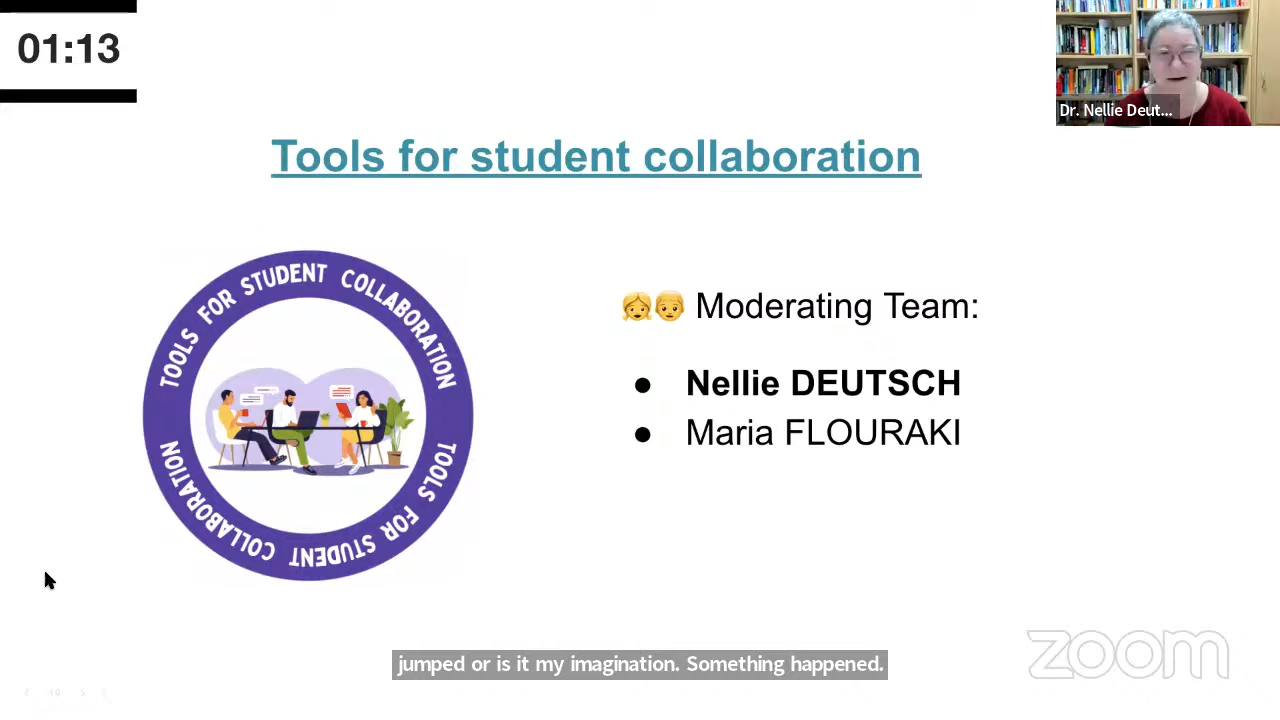 01:13
Dr. Nellie Deut...
Tools for student collaboration
TOOLS FOR STUDENT COLLABORATION
TOOLS FOR STUDENT COLLABORATION
👧👨 Moderating Team:
● Nellie DEUTSCH
● Maria FLOURAKI
jumped or is it my imagination. Something happened.
zoom
10